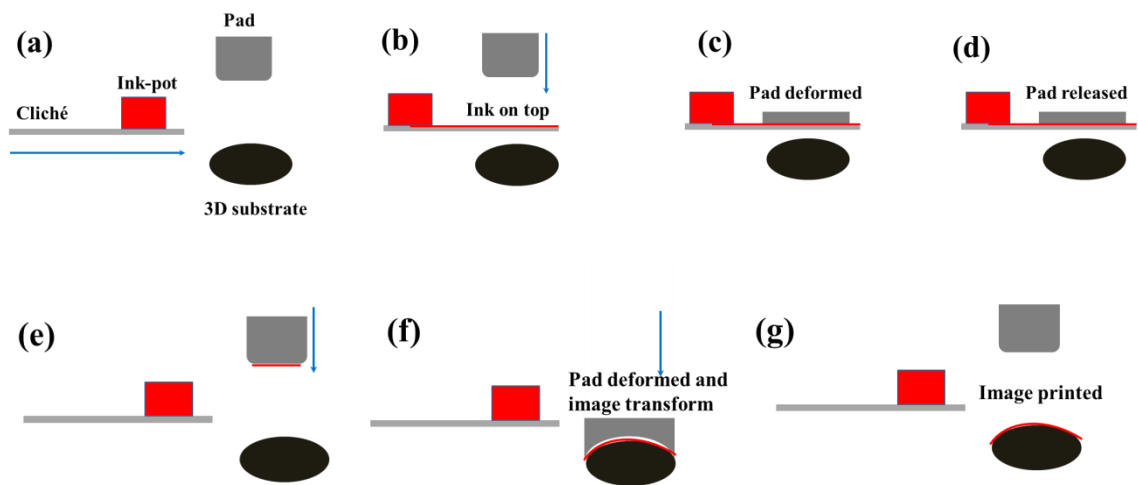 (a)
Pad
Ink-pot
Cliché
3D substrate
(b)
Ink on top
(c)
Pad deformed
(d)
Pad released
(e)
(f)
Pad deformed and
image transform
(g)
Image printed